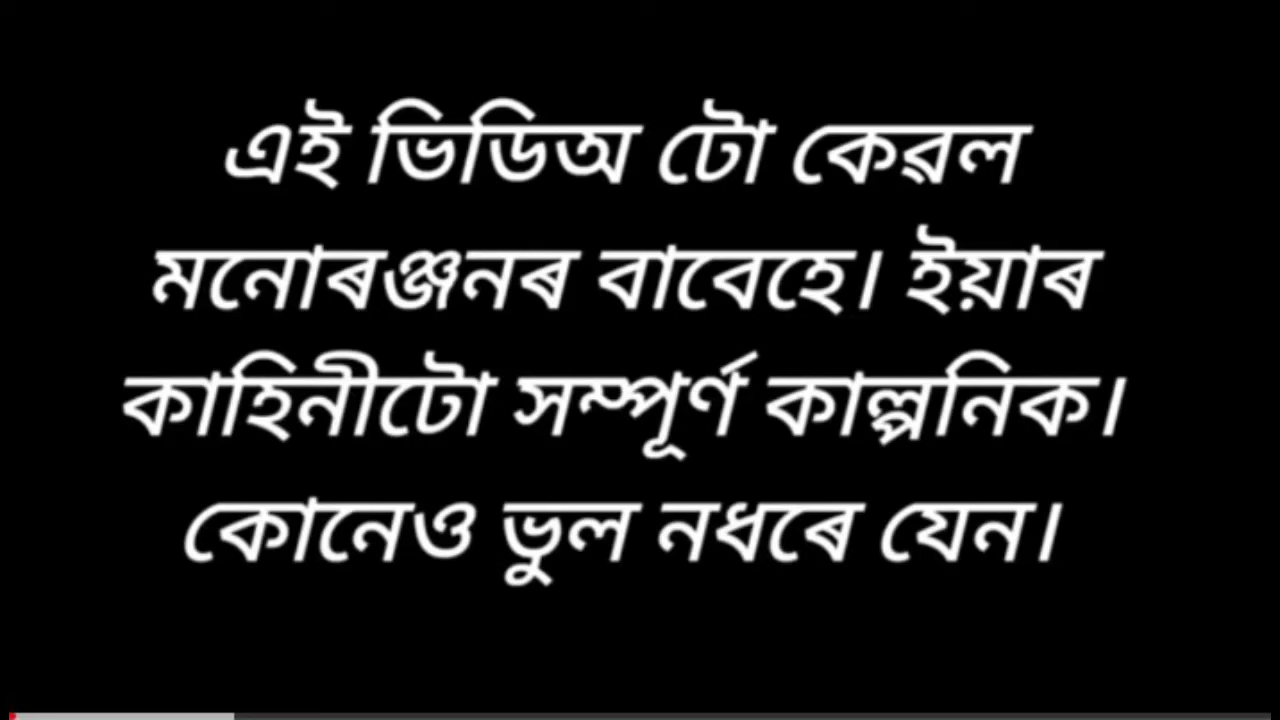 এই ভিডিঅ টো কেৱল
মনোৰঞ্জনৰ বাবেহে। ইয়াৰ
কাহিনীটো সম্পূৰ্ণ কাল্পনিক।
কোনেও ভুল নধৰে যেন।